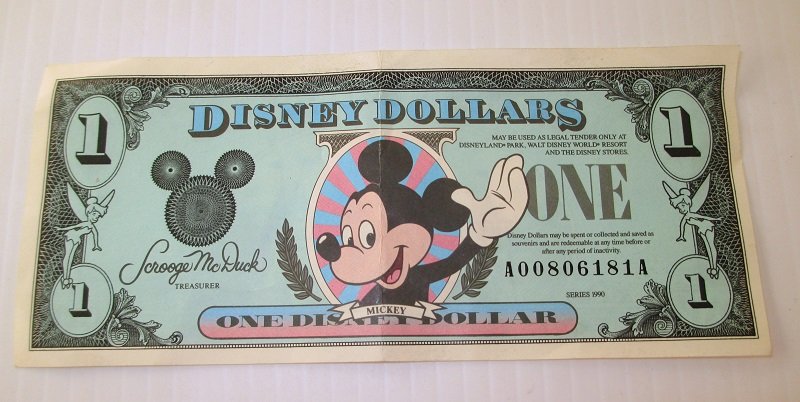 1
1
DISNEY DOLLARS
MAY BE USED AS LEGAL TENDER ONLY AT
DISNEYLAND® PARK, WALT DISNEY WORLD® RESORT
AND THE DISNEY STORES.
ONE
Disney Dollars may be spent or collected and saved as
souvenirs and are redeemable at any time before or
after any period of inactivity.
Scrooge McDuck
TREASURER
A00806181A
SERIES 1990
1
1
MICKEY
ONE DISNEY DOLLAR